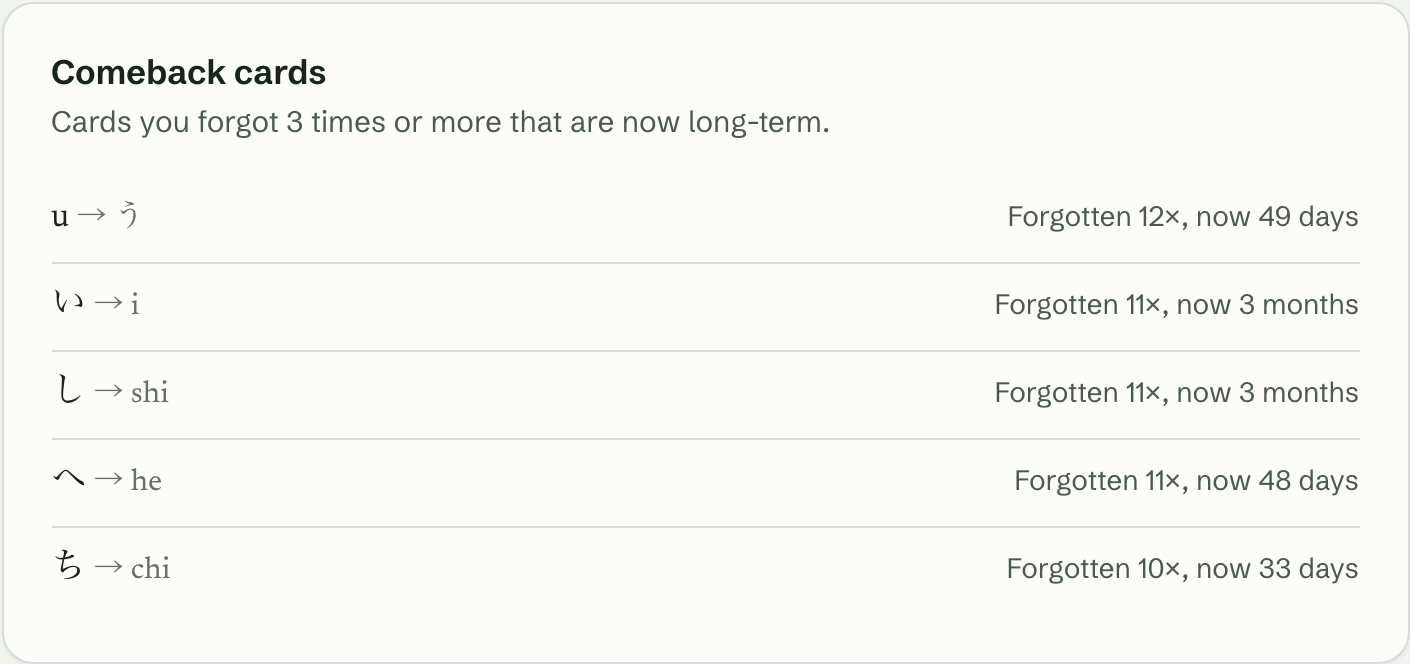 Comeback cards
Cards you forgot 3 times or more that are now long-term.
u → う Forgotten 12×, now 49 days
い → i Forgotten 11×, now 3 months
し → shi Forgotten 11×, now 3 months
へ → he Forgotten 11×, now 48 days
ち → chi Forgotten 10×, now 33 days